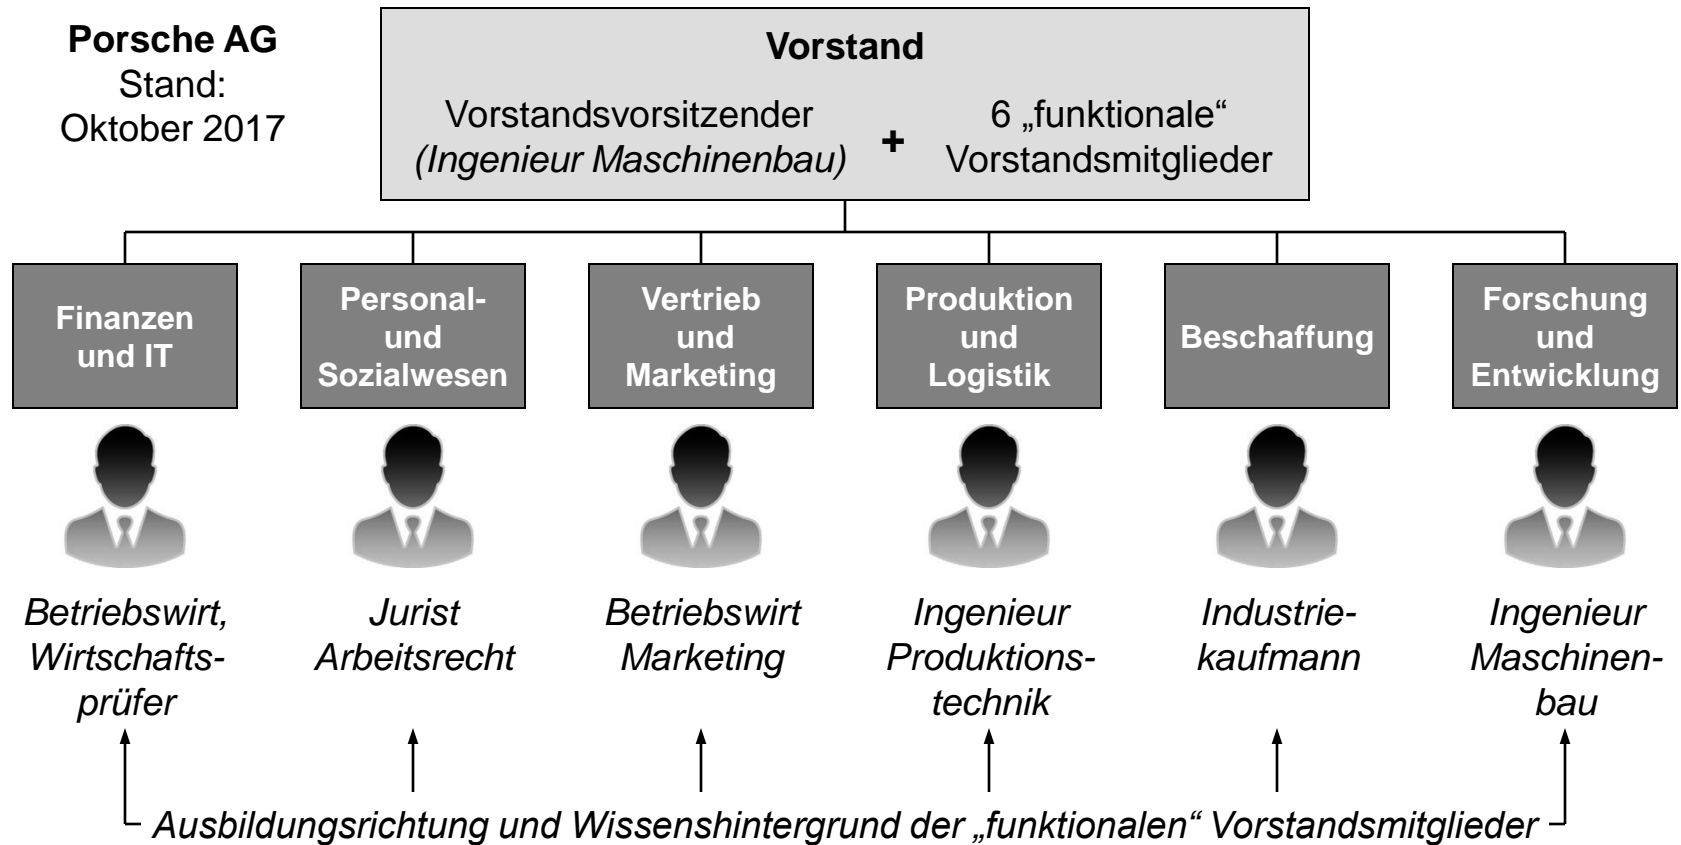 Porsche AG
Stand:
Oktober 2017
Vorstand
Vorstandsvorsitzender
(Ingenieur Maschinenbau)
+
6 „funktionale“
Vorstandsmitglieder
Finanzen
und IT
Personal-
und
Sozialwesen
Vertrieb
und
Marketing
Produktion
und
Logistik
Beschaffung
Forschung
und
Entwicklung
Betriebswirt,
Wirtschafts-
prüfer
Jurist
Arbeitsrecht
Betriebswirt
Marketing
Ingenieur
Produktions-
technik
Industrie-
kaufmann
Ingenieur
Maschinen-
bau
Ausbildungsrichtung und Wissenshintergrund der „funktionalen“ Vorstandsmitglieder